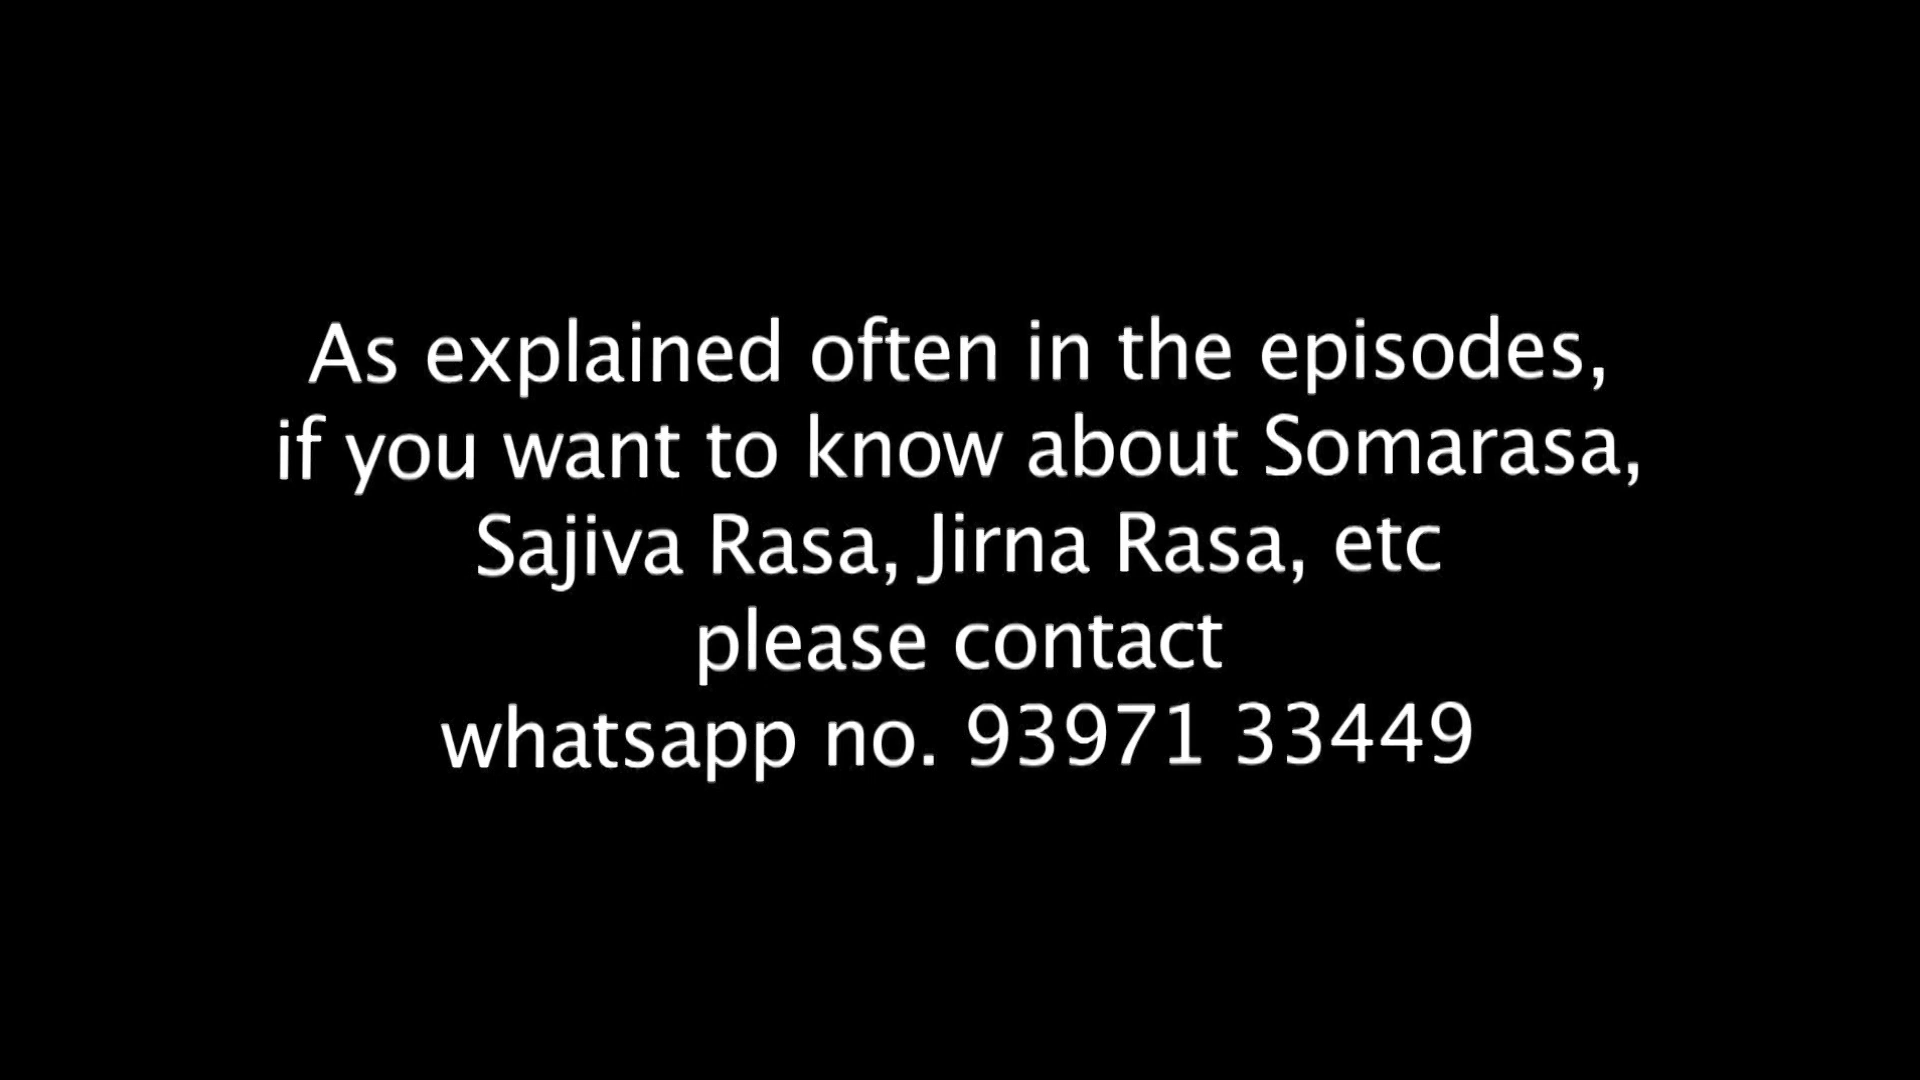 As explained often in the episodes,
if you want to know about Somarasa,
Sajiva Rasa, Jirna Rasa, etc
please contact
whatsapp no. 93971 33449